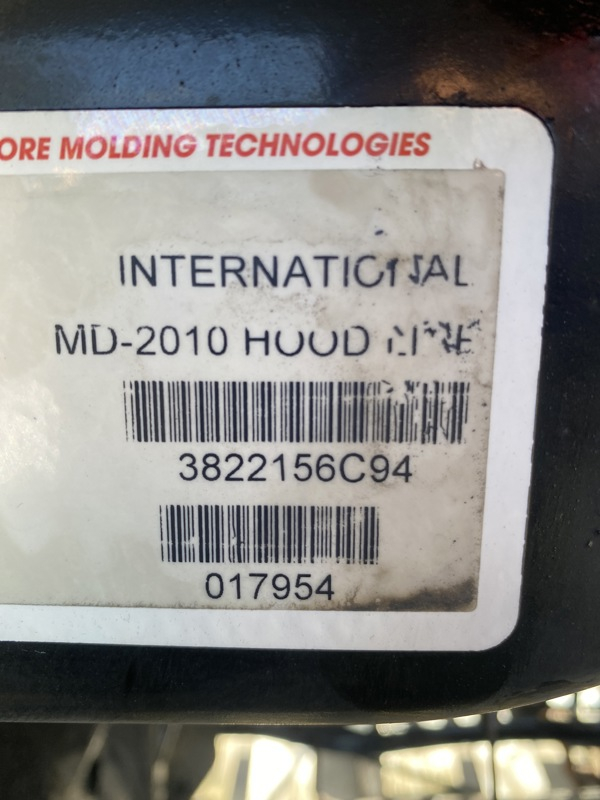 ORE MOLDING TECHNOLOGIES
INTERNATIONAL
MD-2010 HOOD
3822156C94
017954